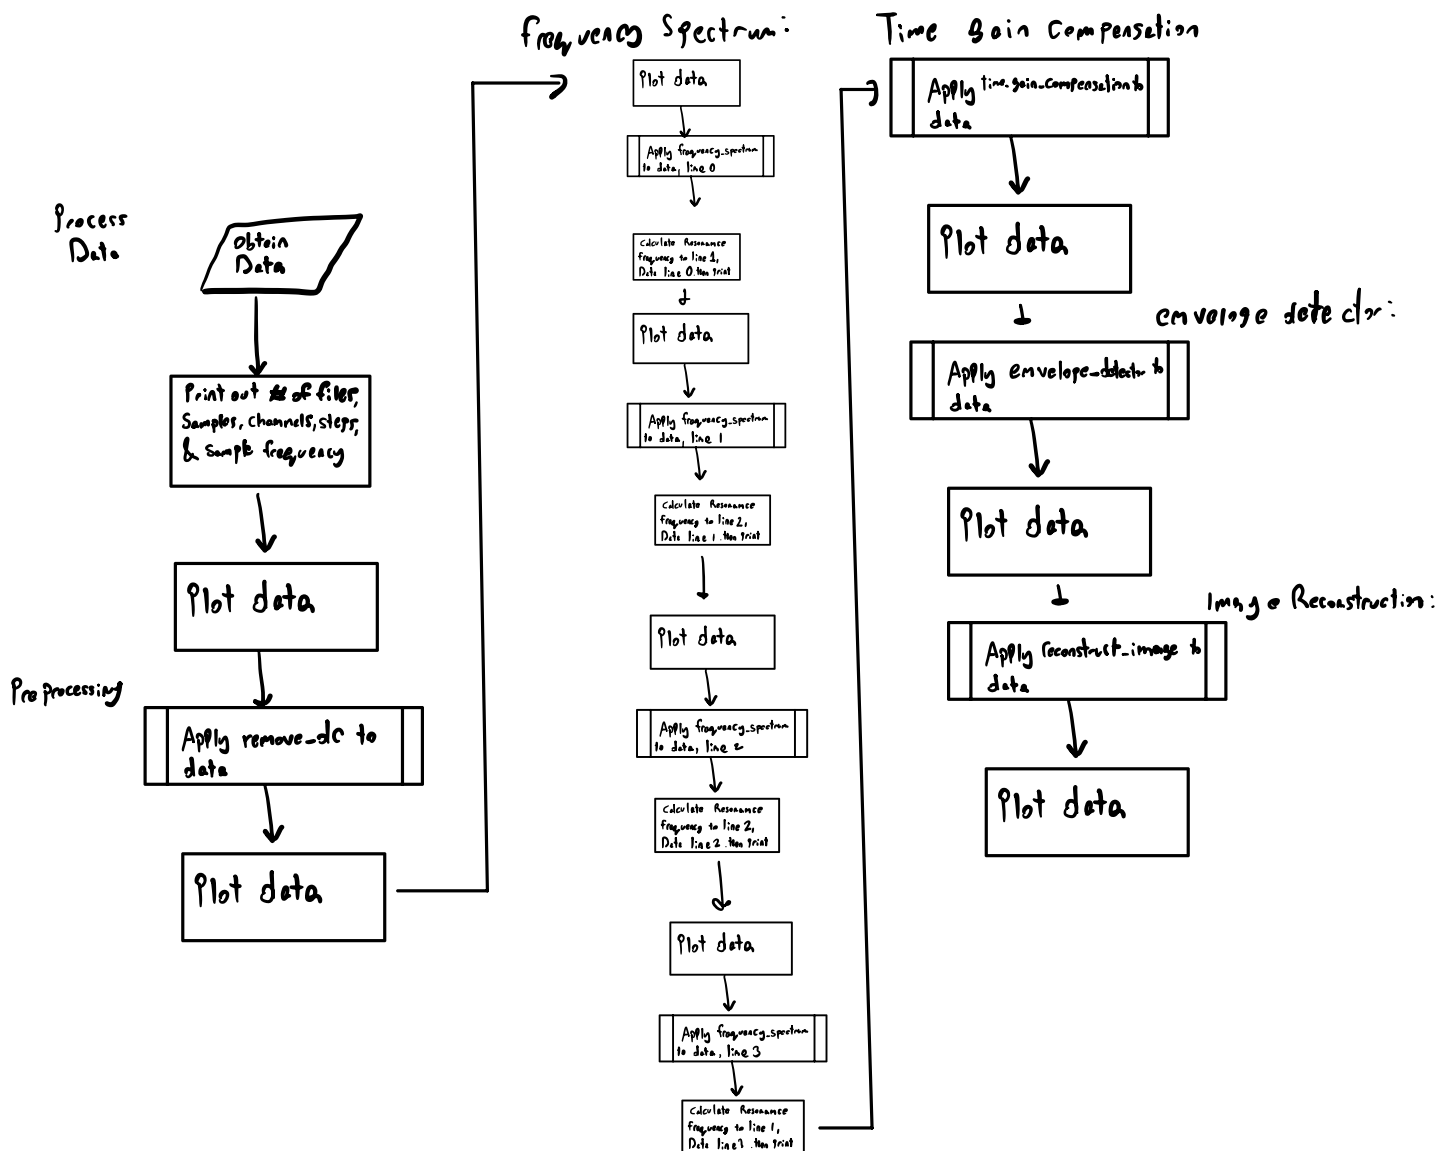 Process
Data
Obtain
Data
Print out # of files,
Samples, channels, steps,
& Sample frequency
Plot data
Preprocessing
Apply remove_dc to
data
Plot data
frequency Spectrum:
Plot data
Apply frequency_spectrum
to data, line 0
Calculate Resonance
frequency to line 1,
Data line 0. then print
Plot data
Apply frequency_spectrum
to data, line 1
Calculate Resonance
frequency to line 2,
Data line 1. then print
Plot data
Apply frequency_spectrum
to data, line 2
Calculate Resonance
frequency to line 2,
Data line 2. then print
Plot data
Apply frequency_spectrum
to data, line 3
Calculate Resonance
frequency to line 1,
Data line 3. then print
Time Gain Compensation
Apply time_gain_compensation to
data
Plot data
envelope detector:
Apply envelope_detector to
data
Plot data
Image Reconstruction:
Apply reconstruct_image to
data
Plot data